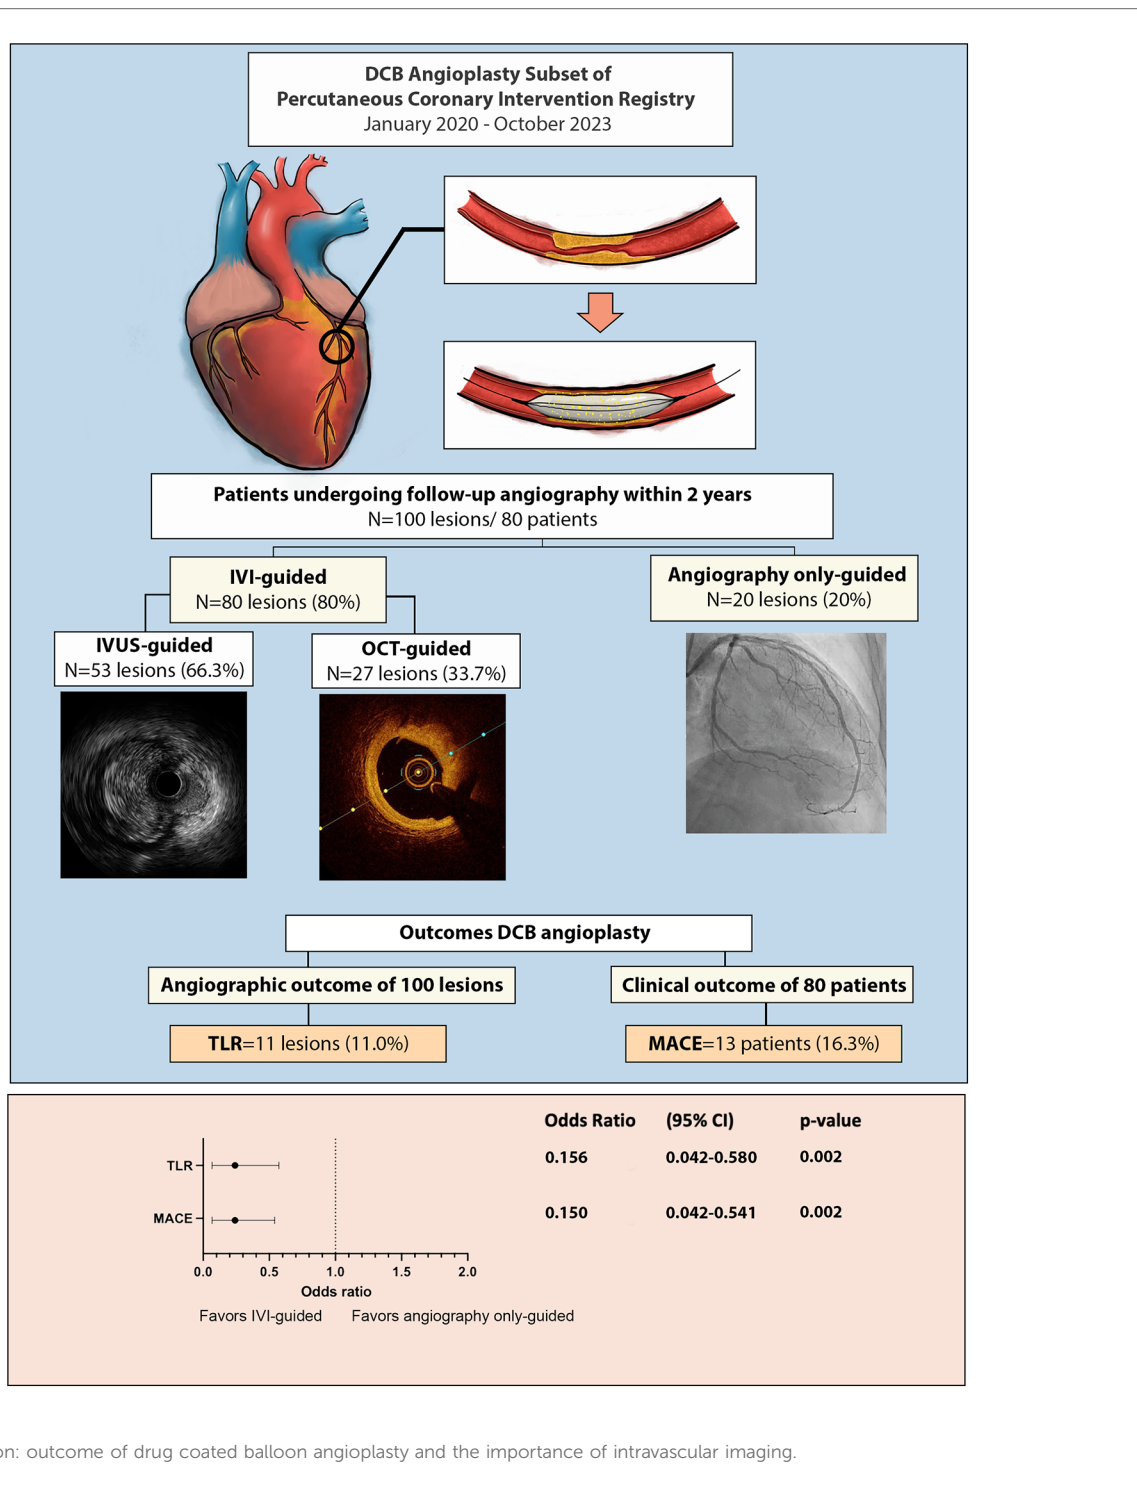 DCB Angioplasty Subset of
Percutaneous Coronary Intervention Registry
January 2020 - October 2023
Patients undergoing follow-up angiography within 2 years
N=100 lesions/ 80 patients
IVI-guided
N=80 lesions (80%)
Angiography only-guided
N=20 lesions (20%)
IVUS-guided
N=53 lesions (66.3%)
OCT-guided
N=27 lesions (33.7%)
Outcomes DCB angioplasty
Angiographic outcome of 100 lesions
Clinical outcome of 80 patients
TLR=11 lesions (11.0%)
MACE=13 patients (16.3%)
Odds Ratio (95% CI) p-value
TLR 0.156 0.042-0.580 0.002
MACE 0.150 0.042-0.541 0.002
0.0 0.5 1.0 1.5 2.0
Odds ratio
Favors IVI-guided Favors angiography only-guided
on: outcome of drug coated balloon angioplasty and the importance of intravascular imaging.